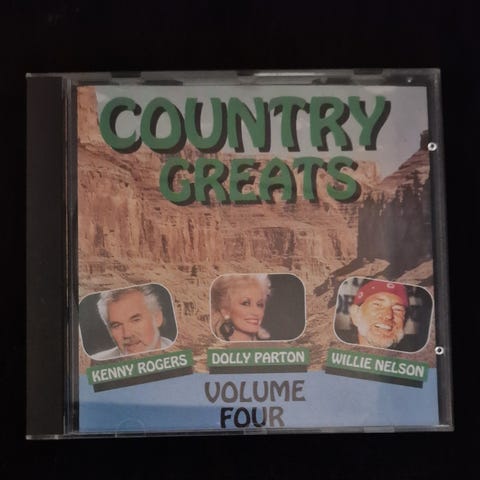 COUNTRY
GREATS
KENNY ROGERS
DOLLY PARTON
WILLIE NELSON
VOLUME
FOUR